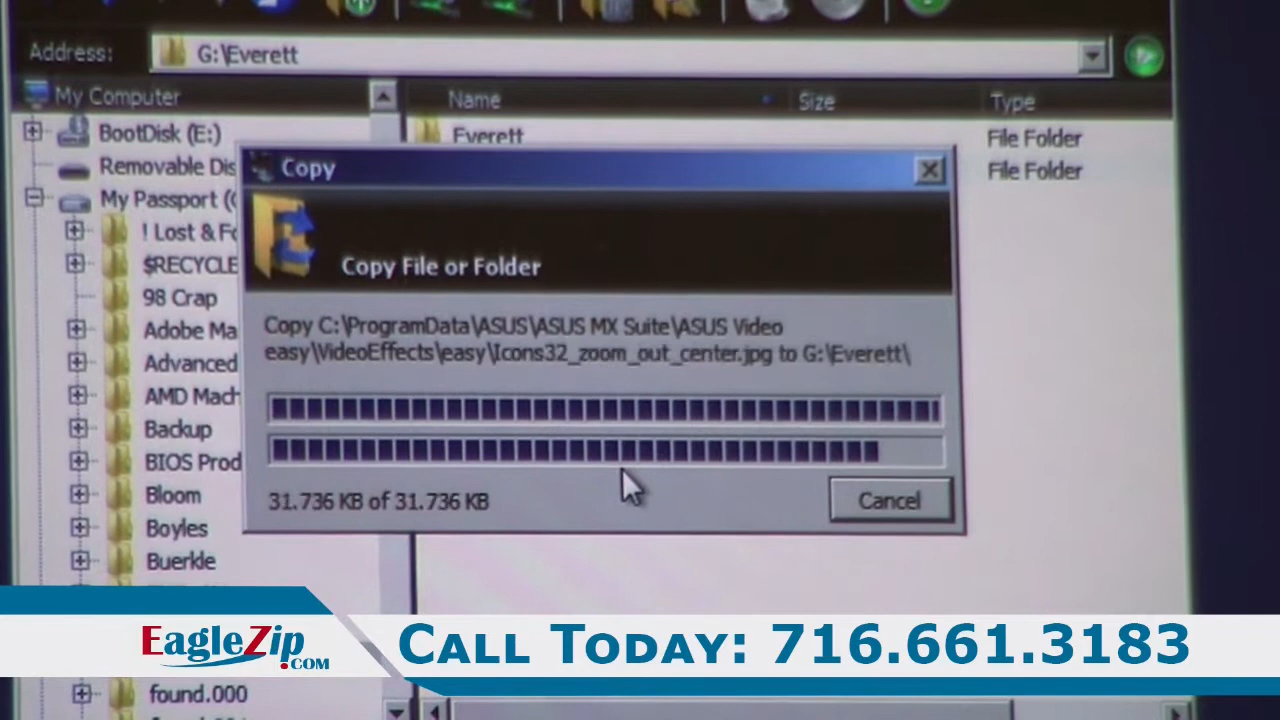 Address: G:\Everett
My Computer
Name Size Type
BootDisk (E:)
Everett File Folder
Removable Dis
File Folder
My Passport (
! Lost & Fo
$RECYCLE
98 Crap
Adobe Ma
Advanced
AMD Mach
Backup
BIOS Prod
Bloom
Boyles
Buerkle
found.000
Copy
Copy File or Folder
Copy C:\ProgramData\ASUS\ASUS MX Suite\ASUS Video
easy\VideoEffects\easy\Icons32_zoom_out_center.jpg to G:\Everett\
31.736 KB of 31.736 KB
Cancel
EagleZip.com
Call Today: 716.661.3183